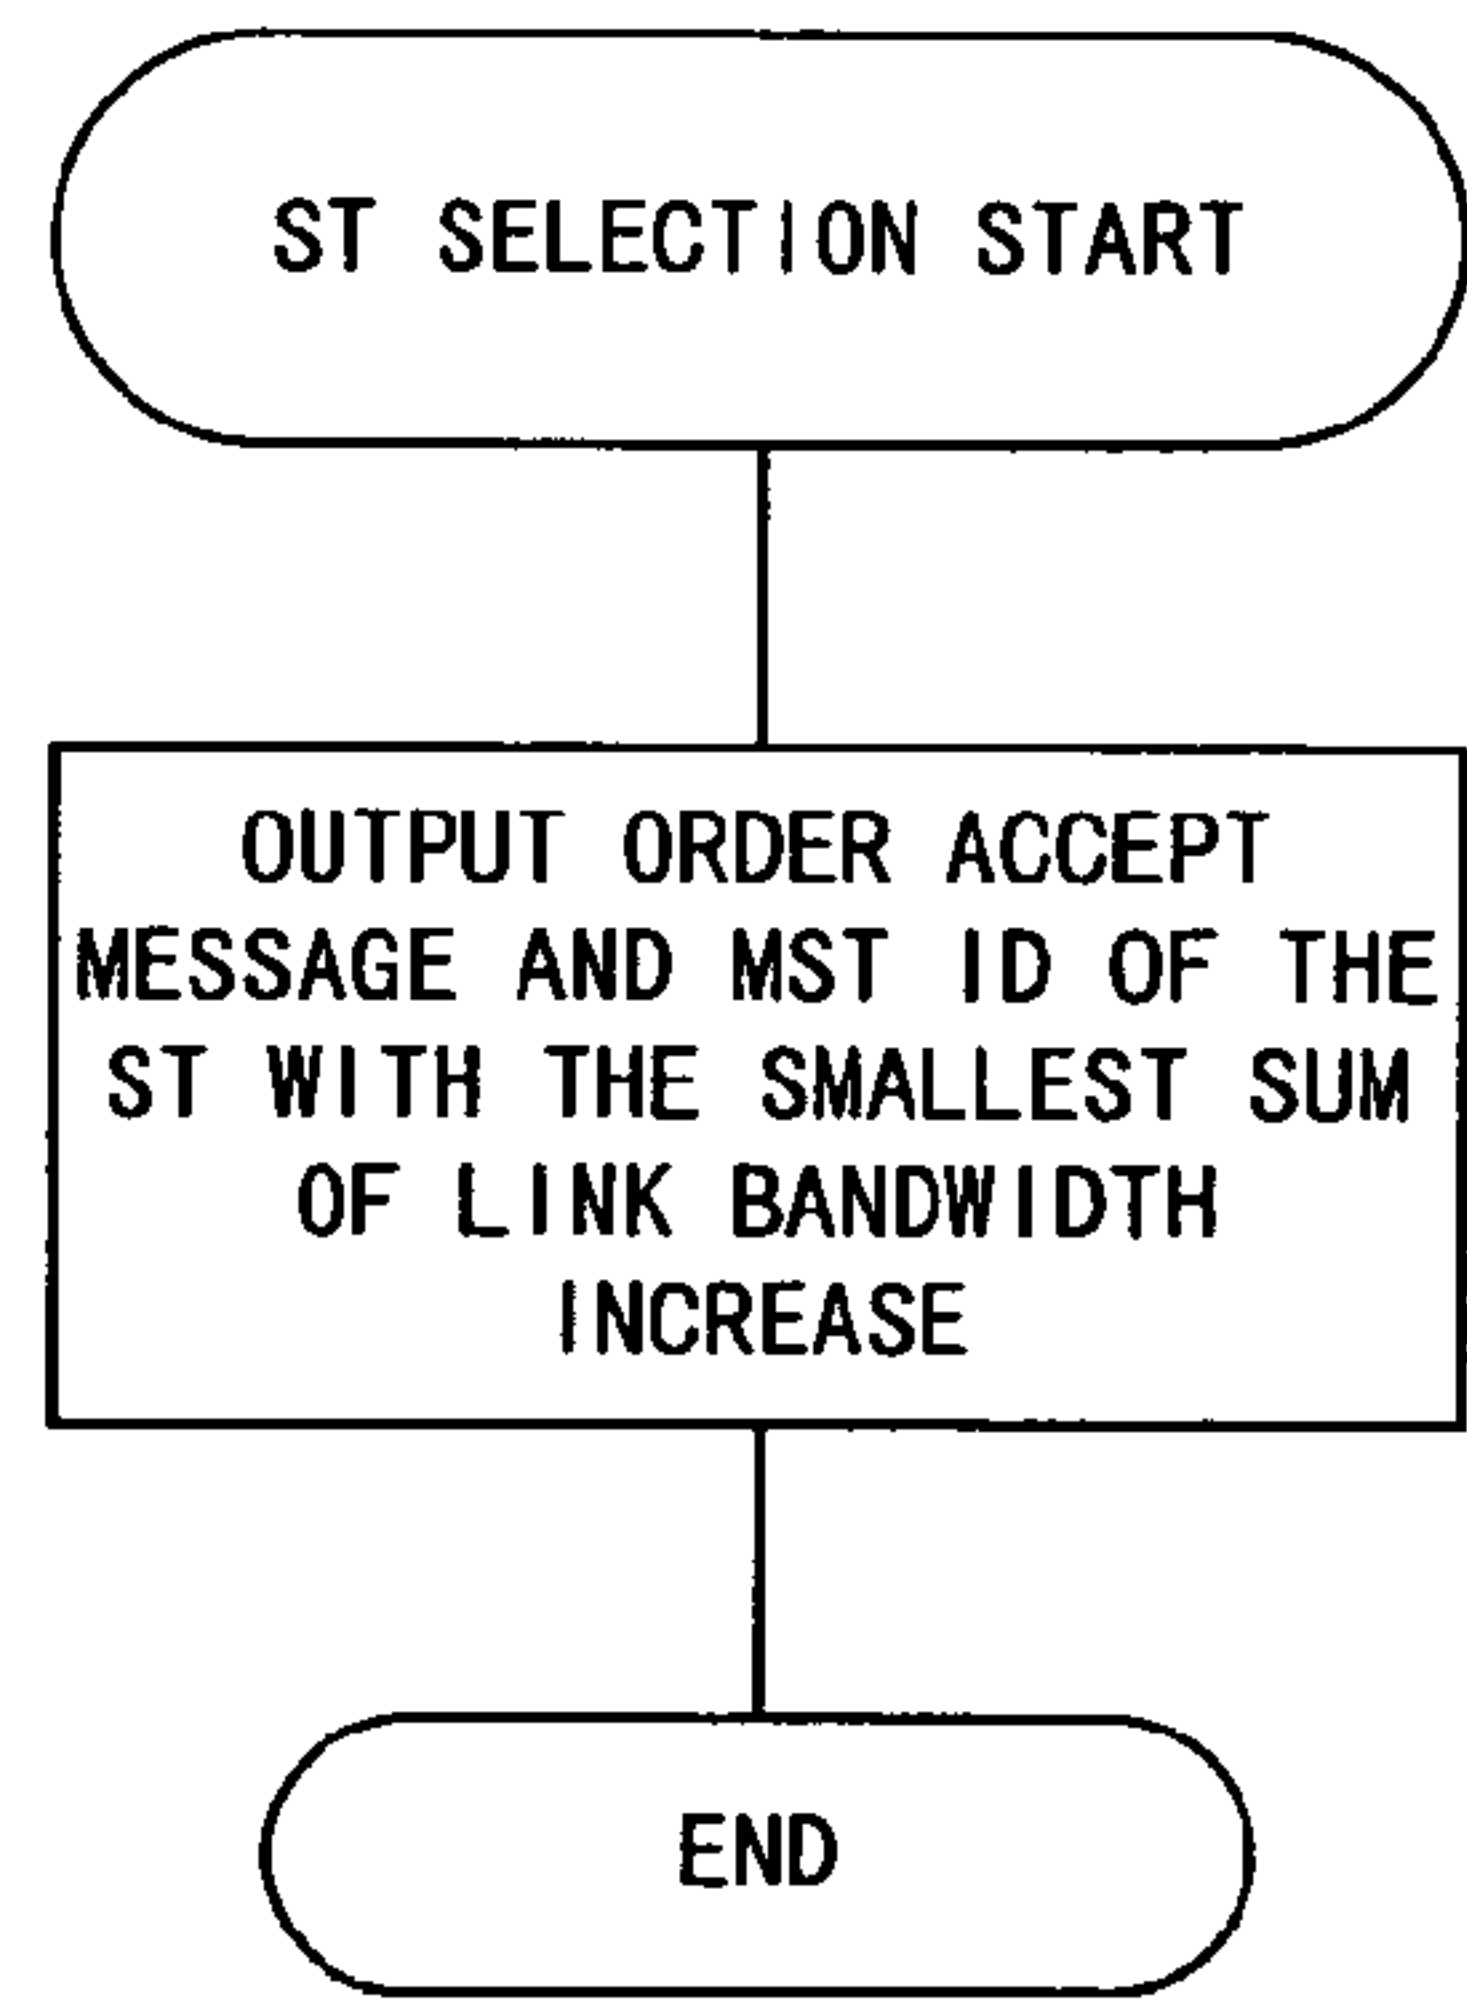 ST SELECTION START
OUTPUT ORDER ACCEPT
MESSAGE AND MST ID OF THE
ST WITH THE SMALLEST SUM
OF LINK BANDWIDTH
INCREASE
END